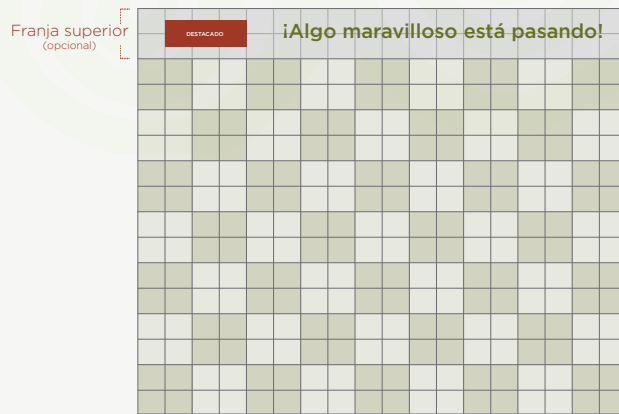 Franja superior
(opcional)
DESTACADO
¡Algo maravilloso está pasando!